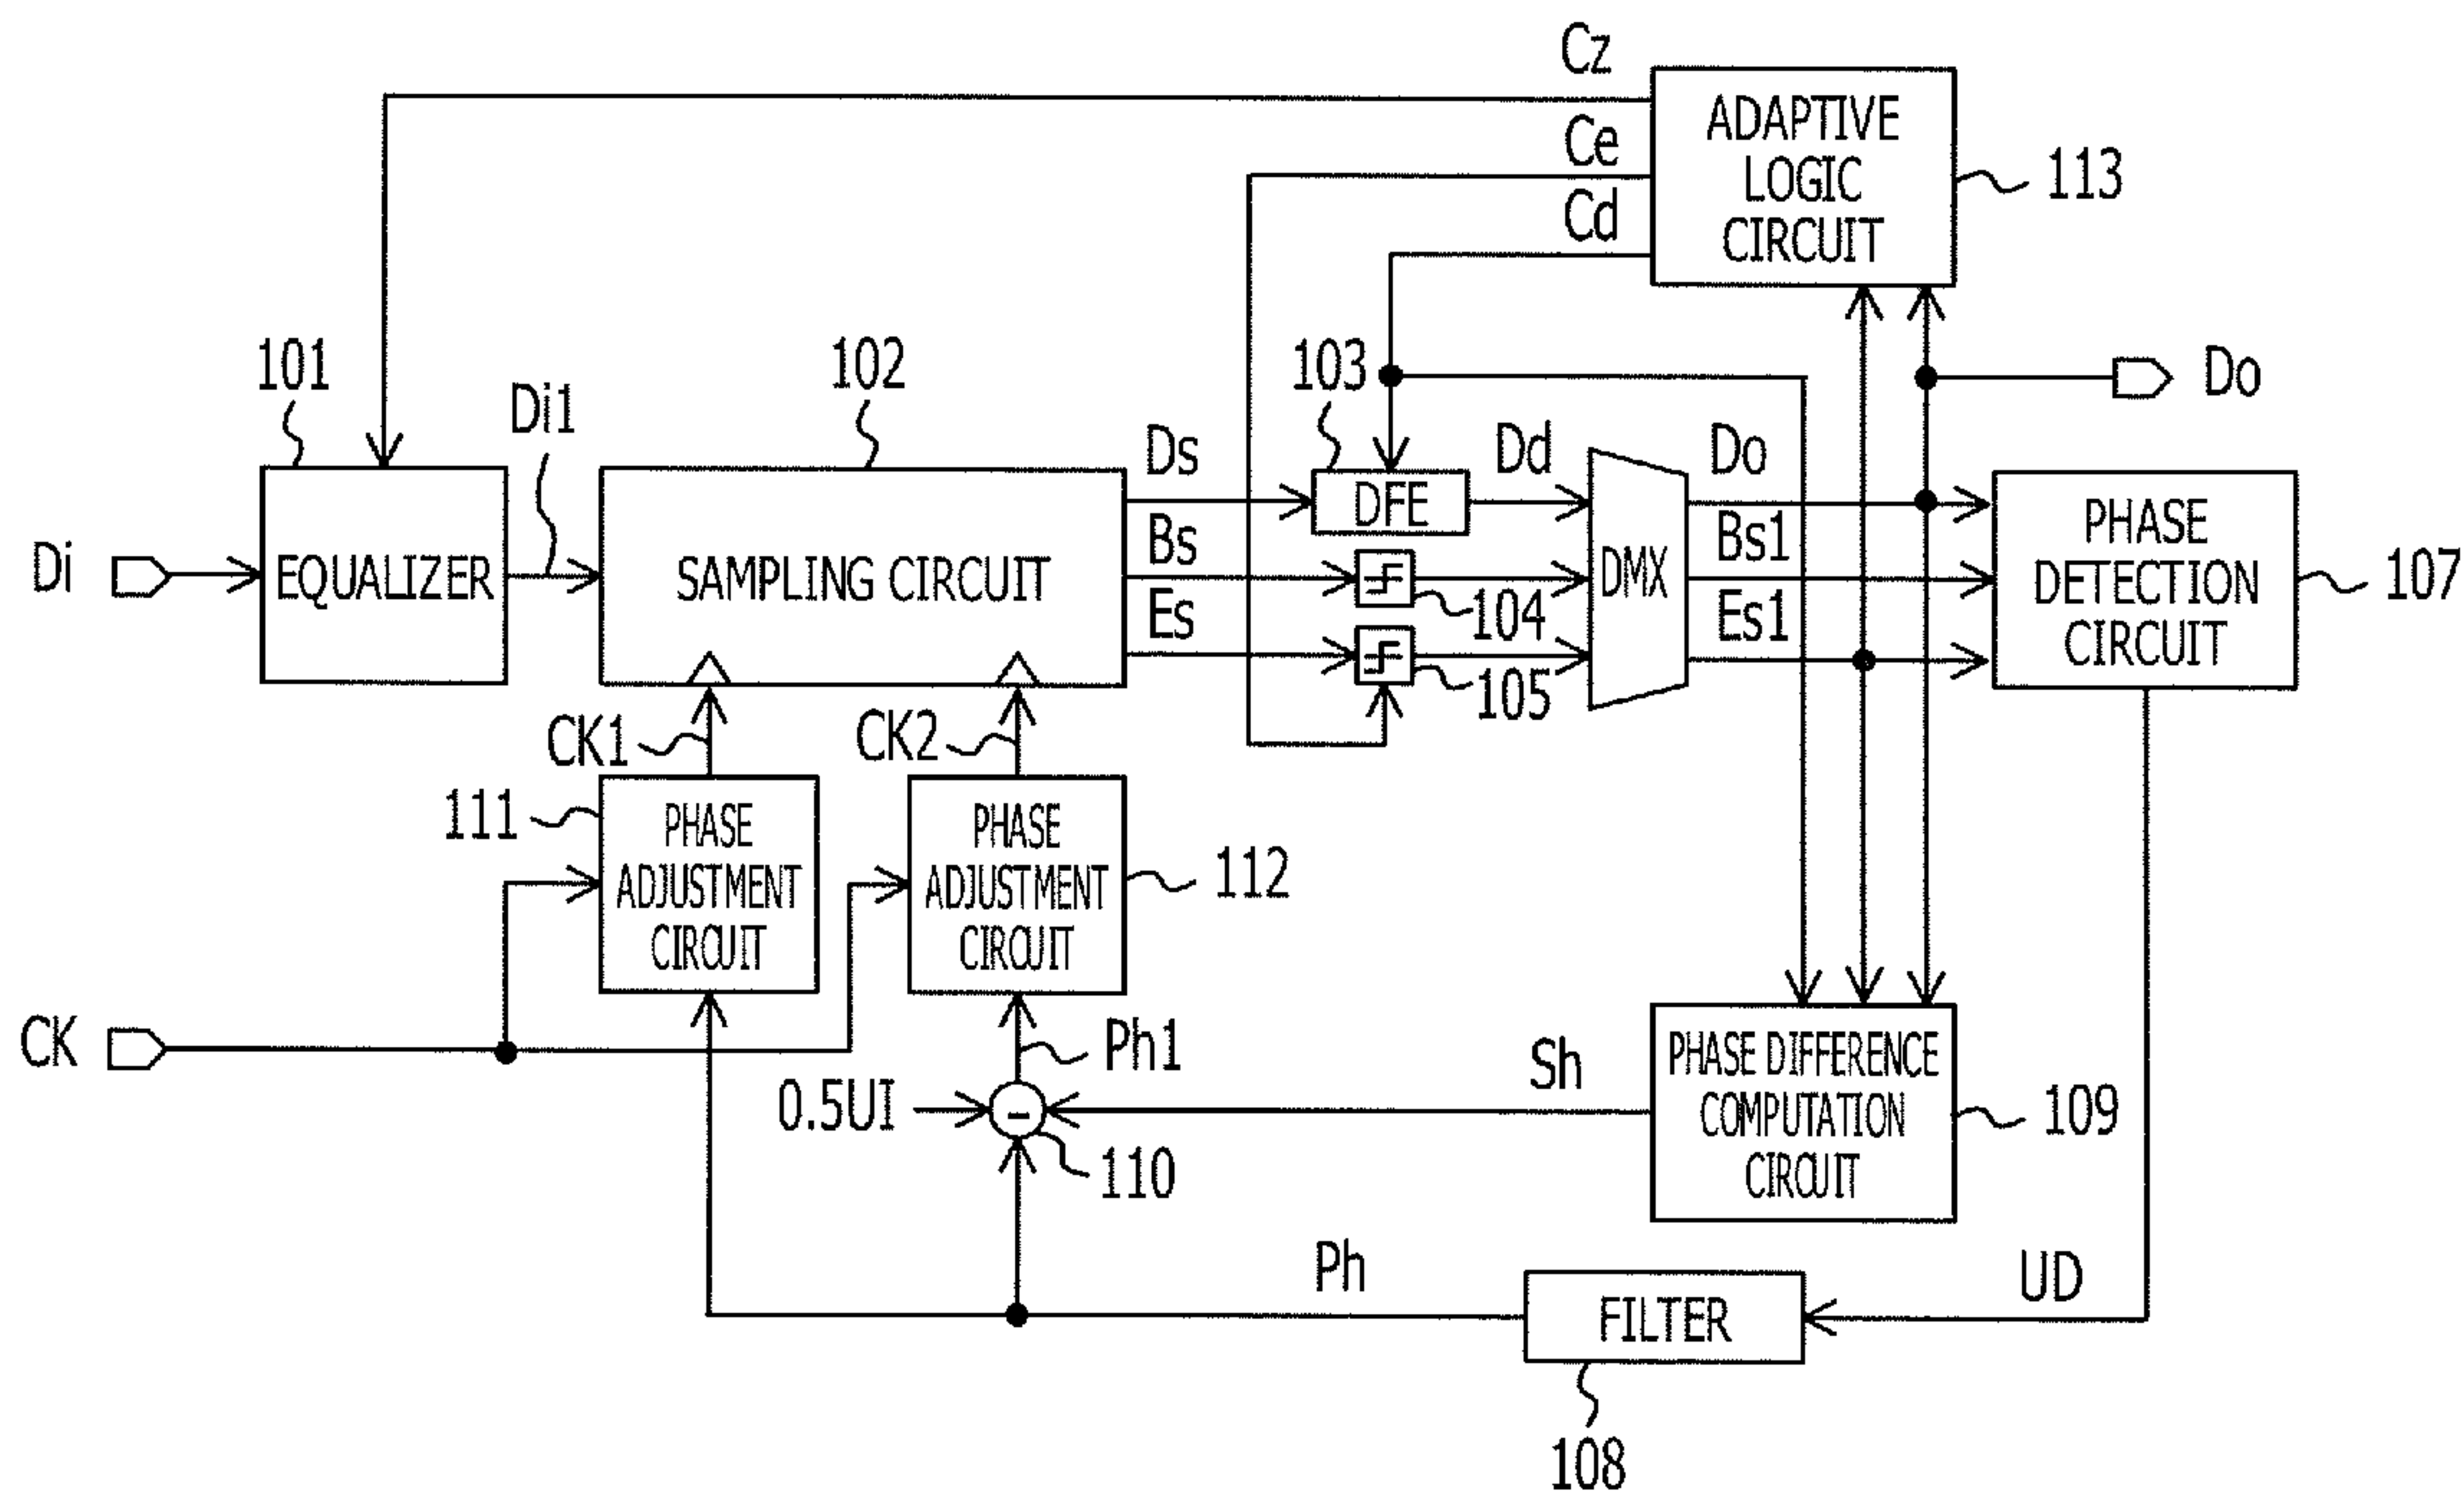 Cz
ADAPTIVE
LOGIC
CIRCUIT
113
Ce
Cd
101
Di1
102
103
Do
Ds
Dd
Do
Di
EQUALIZER
SAMPLING CIRCUIT
DFE
Bs
104
DMX
Bs1
PHASE
DETECTION
CIRCUIT
107
Es
105
Es1
CK1
CK2
111
PHASE
ADJUSTMENT
CIRCUIT
PHASE
ADJUSTMENT
CIRCUIT
112
CK
Ph1
0.5UI
-
110
Sh
PHASE DIFFERENCE
COMPUTATION
CIRCUIT
109
Ph
FILTER
UD
108